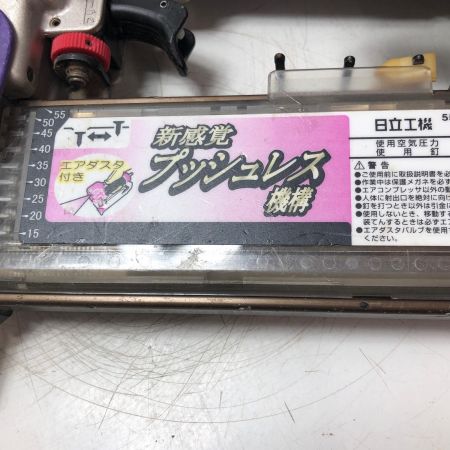 55
50
45
40
35
30
25
20
15
T↔T
エアダスタ
付き
新感覚
プッシュレス
機構
日立工機
使用空気圧力
使用釘
⚠警告
●ご使用前に取扱説明書を必
●作業中は保護メガネを必ず
●エアコンプレッサ以外の動
●人体に射出口を絶対に向け
●釘を打つとき以外は引金に
●使用しないとき、移動する
装てんするときは必ずエア
●エアダスタバルブを使用
ください。